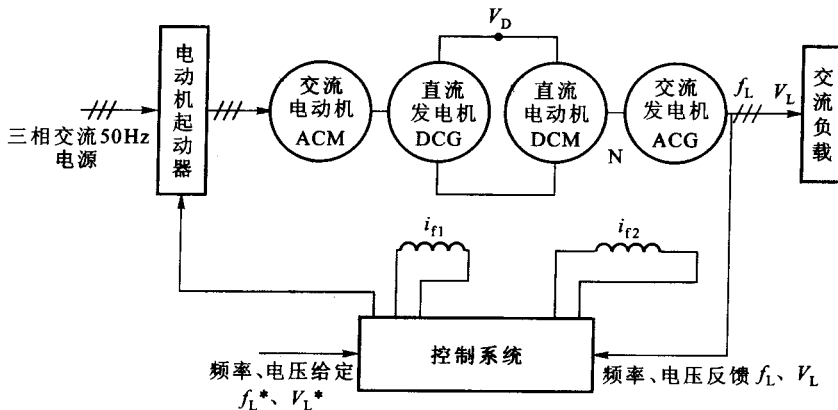 V_D
电动机起动器
交流
电动机
ACM
直流
发电机
DCG
直流
电动机
DCM
N
交流
发电机
ACG
f_L
V_L
交流负载
三相交流50Hz
电源
i_f1
i_f2
控制系统
频率、电压给定
f_L*、V_L*
频率、电压反馈 f_L、V_L